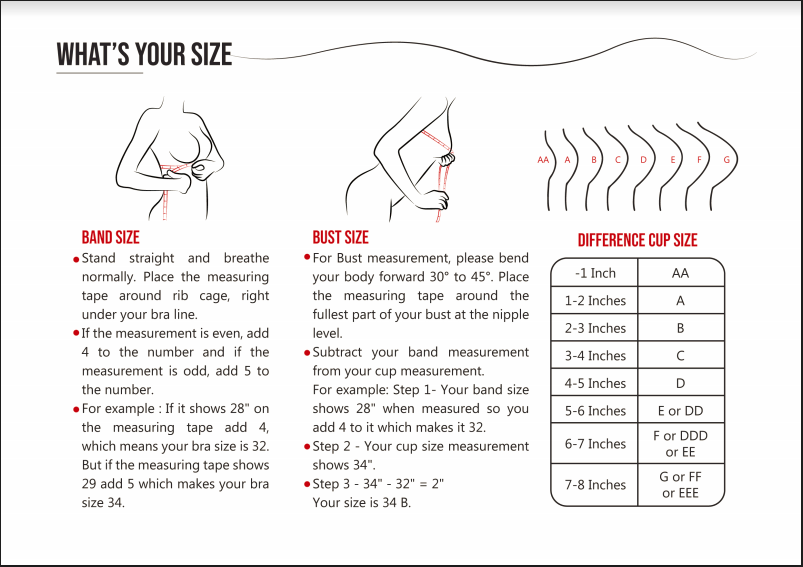 WHAT'S YOUR SIZE
BAND SIZE
Stand straight and breathe
normally. Place the measuring
tape around rib cage, right
under your bra line.
If the measurement is even, add
4 to the number and if the
measurement is odd, add 5 to
the number.
For example : If it shows 28" on
the measuring tape add 4,
which means your bra size is 32.
But if the measuring tape shows
29 add 5 which makes your bra
size 34.
BUST SIZE
For Bust measurement, please bend
your body forward 30° to 45°. Place
the measuring tape around the
fullest part of your bust at the nipple
level.
Subtract your band measurement
from your cup measurement.
For example: Step 1- Your band size
shows 28" when measured so you
add 4 to it which makes it 32.
Step 2 - Your cup size measurement
shows 34".
Step 3 - 34" - 32" = 2"
Your size is 34 B.
AA A B C D E F G
DIFFERENCE CUP SIZE
-1 Inch AA
1-2 Inches A
2-3 Inches B
3-4 Inches C
4-5 Inches D
5-6 Inches E or DD
6-7 Inches F or DDD
or EE
7-8 Inches G or FF
or EEE